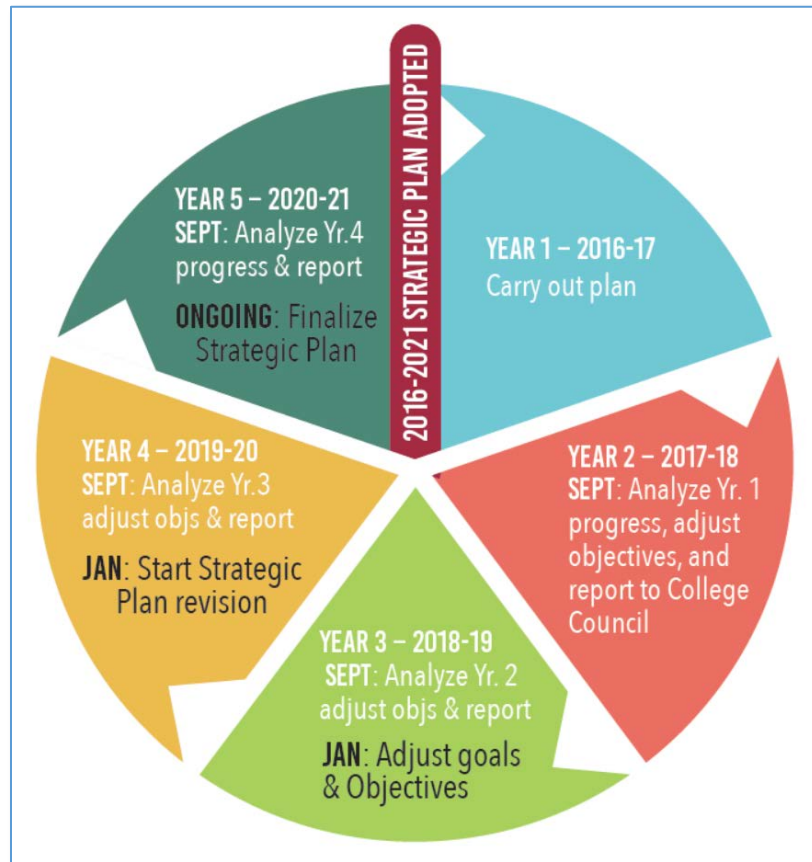 2016-2021 STRATEGIC PLAN ADOPTED
YEAR 1 – 2016-17
Carry out plan
YEAR 2 – 2017-18
SEPT: Analyze Yr. 1
progress, adjust
objectives, and
report to College
Council
YEAR 3 – 2018-19
SEPT: Analyze Yr. 2
adjust objs & report
JAN: Adjust goals
& Objectives
YEAR 4 – 2019-20
SEPT: Analyze Yr.3
adjust objs & report
JAN: Start Strategic
Plan revision
YEAR 5 – 2020-21
SEPT: Analyze Yr.4
progress & report
ONGOING: Finalize
Strategic Plan